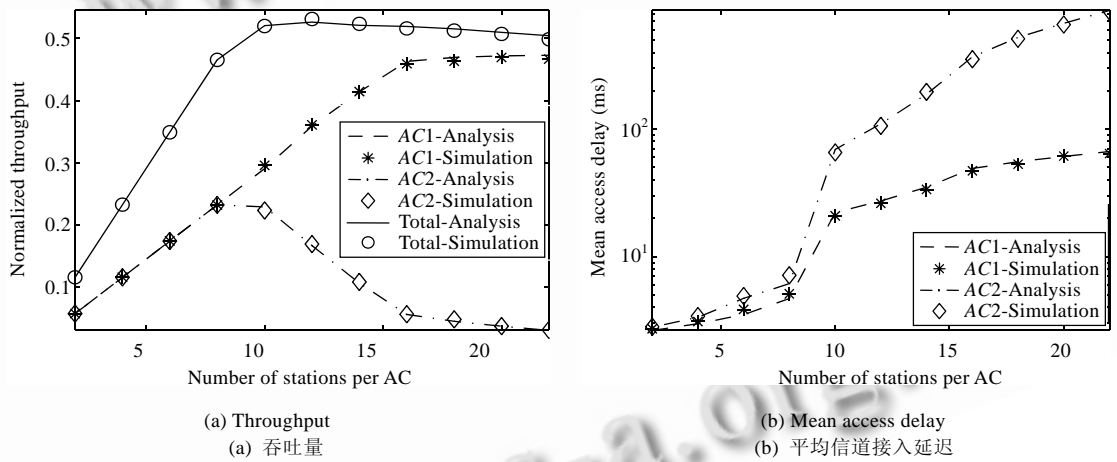 0.5
0.4
0.3
0.2
0.1
Normalized throughput
5
10
15
20
Number of stations per AC
AC1-Analysis
AC1-Simulation
AC2-Analysis
AC2-Simulation
Total-Analysis
Total-Simulation
(a) Throughput
(a) 吞吐量
10²
10¹
Mean access delay (ms)
5
10
15
20
Number of stations per AC
AC1-Analysis
AC1-Simulation
AC2-Analysis
AC2-Simulation
(b) Mean access delay
(b) 平均信道接入延迟